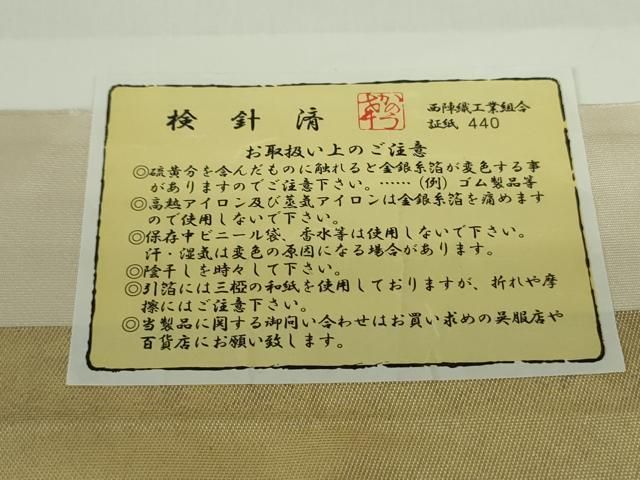 検針済
西陣織工業組合
証紙 440
お取扱い上のご注意
◎硫黄分を含んだものに触れると金銀糸箔が変色する事
がありますのでご注意下さい。……(例)ゴム製品等
◎高熱アイロン及び蒸気アイロンは金銀糸箔を痛めます
ので使用しないで下さい。
◎保存中ビニール袋、香水等は使用しないで下さい。
汗・湿気は変色の原因になる場合があります。
◎陰干しを時々して下さい。
◎引箔には三椏の和紙を使用しておりますが、折れや摩
擦にはご注意下さい。
◎当製品に関する御問い合わせはお買い求めの呉服店や
百貨店にお願い致します。